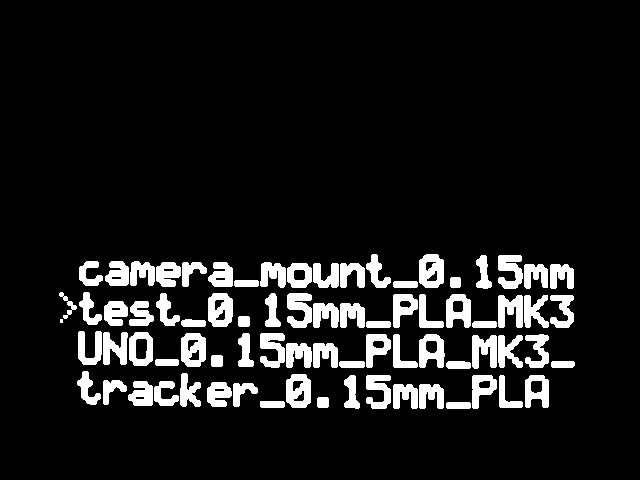 camera_mount_0.15mm
>test_0.15mm_PLA_MK3
UNO_0.15mm_PLA_MK3_
tracker_0.15mm_PLA